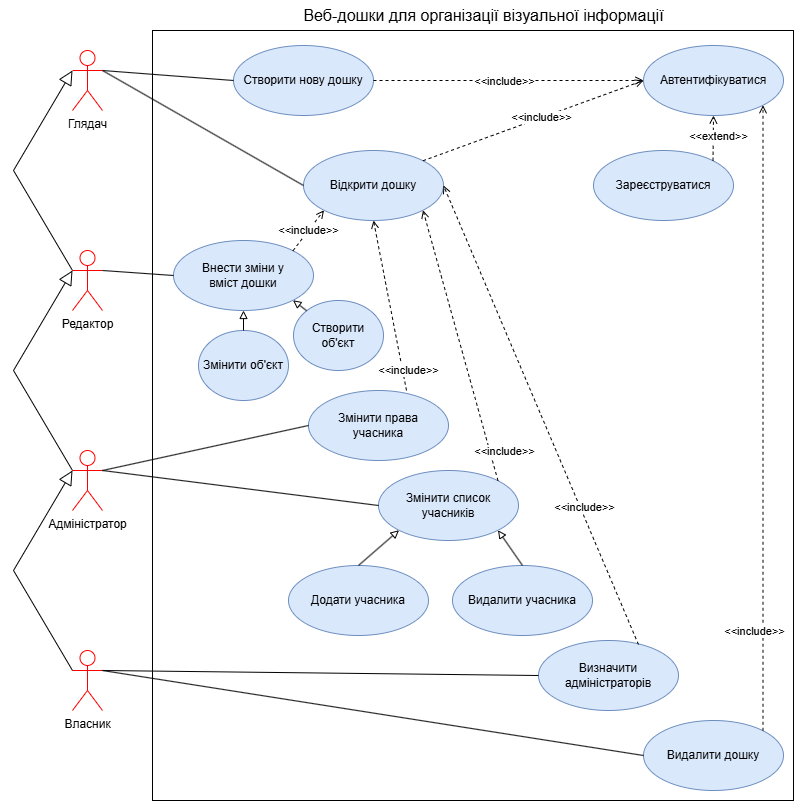 Веб-дошки для організації візуальної інформації
Глядач
Створити нову дошку
<<include>>
Автентифікуватися
<<include>>
<<extend>>
Відкрити дошку
Зареєструватися
<<include>>
Редактор
Внести зміни у
вміст дошки
Створити
об'єкт
Змінити об'єкт
<<include>>
Змінити права
учасника
<<include>>
Адміністратор
Змінити список
учасників
<<include>>
Додати учасника
Видалити учасника
<<include>>
Власник
Визначити
адміністраторів
Видалити дошку